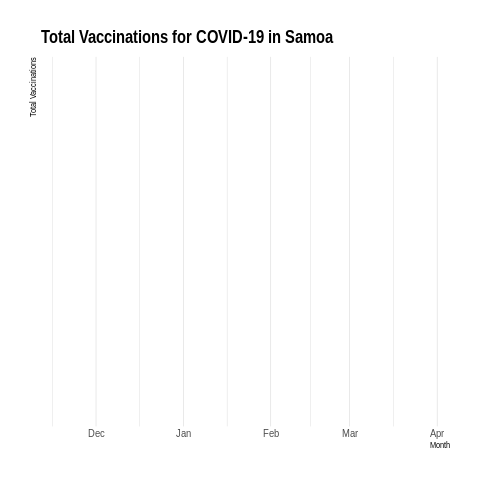 Total Vaccinations for COVID-19 in Samoa
Total Vaccinations
Dec Jan Feb Mar Apr
Month